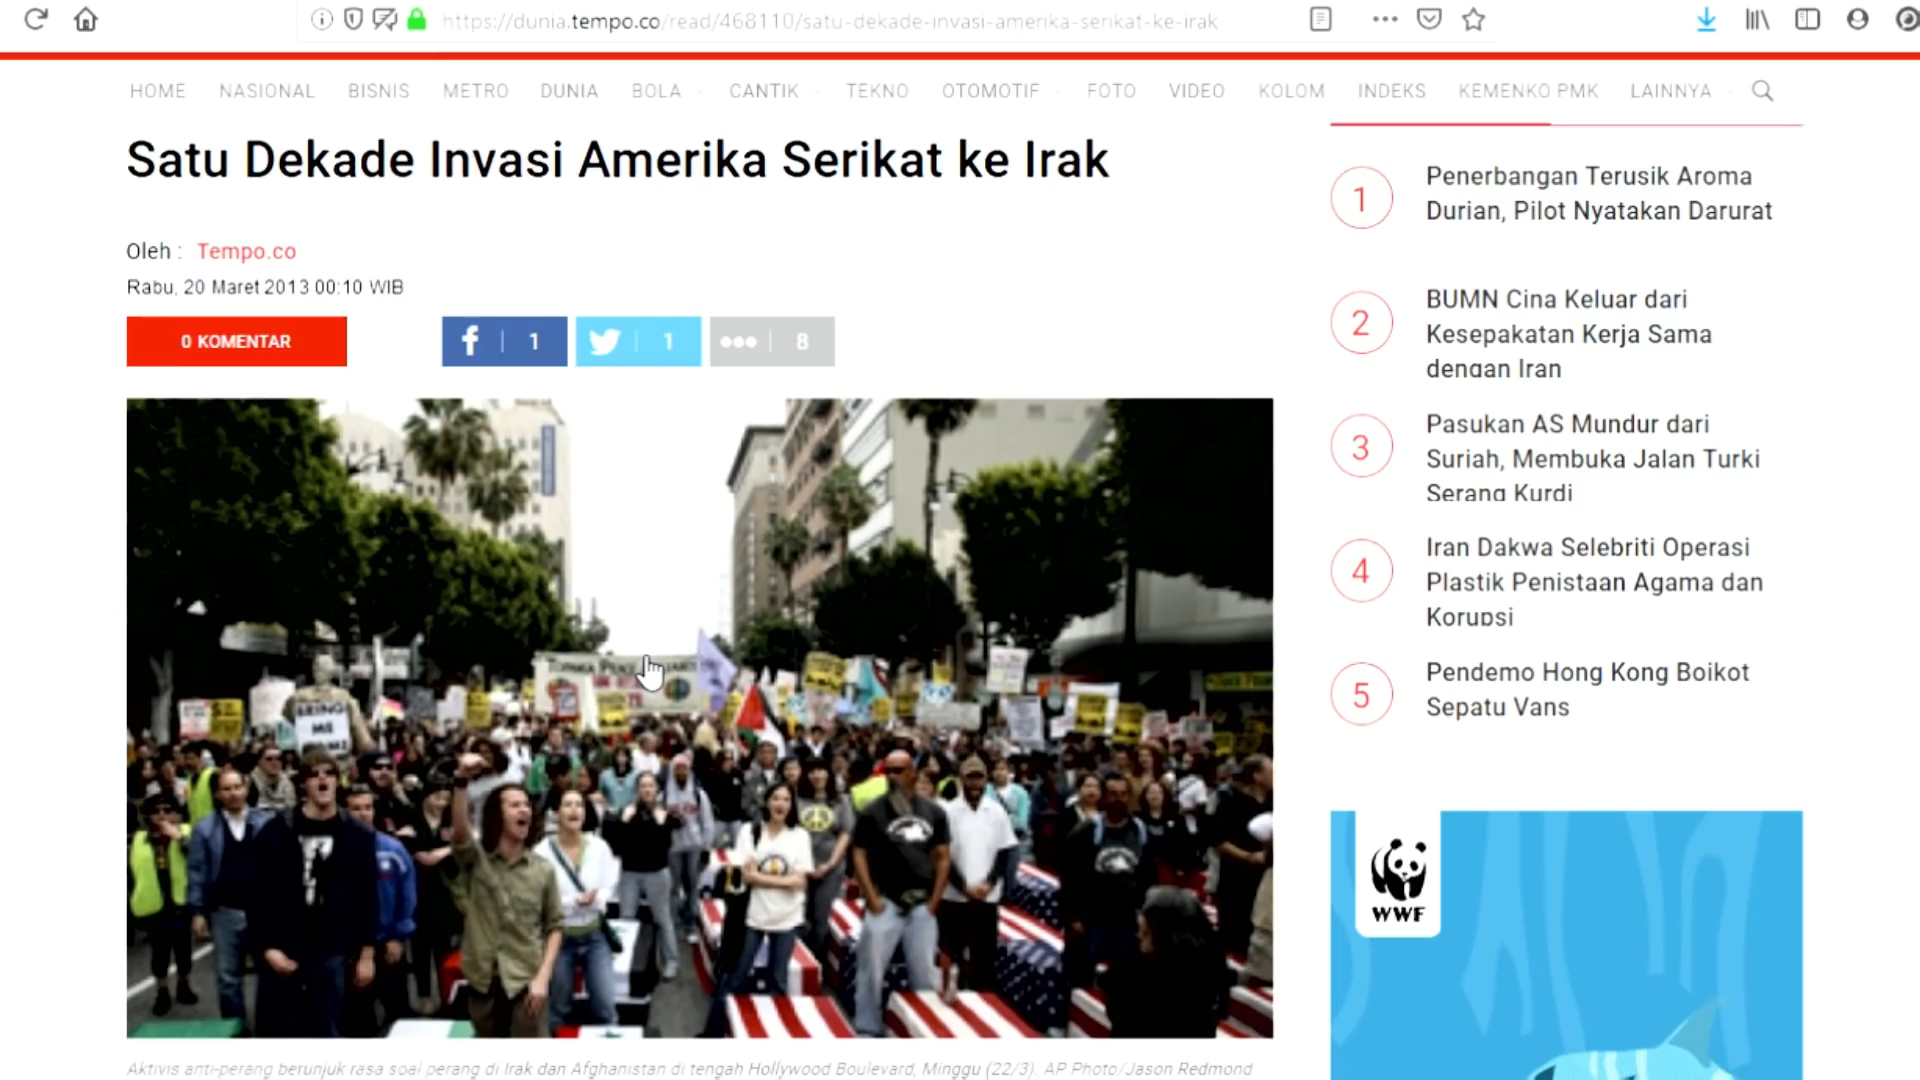 https://dunia.tempo.co/read/468110/satu-dekade-invasi-amerika-serikat-ke-irak
HOME NASIONAL BISNIS METRO DUNIA BOLA CANTIK TEKNO OTOMOTIF FOTO VIDEO KOLOM INDEKS KEMENKO PMK LAINNYA
Satu Dekade Invasi Amerika Serikat ke Irak
Oleh : Tempo.co
Rabu, 20 Maret 2013 00:10 WIB
0 KOMENTAR
f 1
1
8
BRING
ME
HOME
Aktivis anti-perang berunjuk rasa soal perang di Irak dan Afghanistan di tengah Hollywood Boulevard, Minggu (22/3). AP Photo/Jason Redmond
1
Penerbangan Terusik Aroma
Durian, Pilot Nyatakan Darurat
2
BUMN Cina Keluar dari
Kesepakatan Kerja Sama
dengan Iran
3
Pasukan AS Mundur dari
Suriah, Membuka Jalan Turki
Serang Kurdi
4
Iran Dakwa Selebriti Operasi
Plastik Penistaan Agama dan
Korupsi
5
Pendemo Hong Kong Boikot
Sepatu Vans
WWF